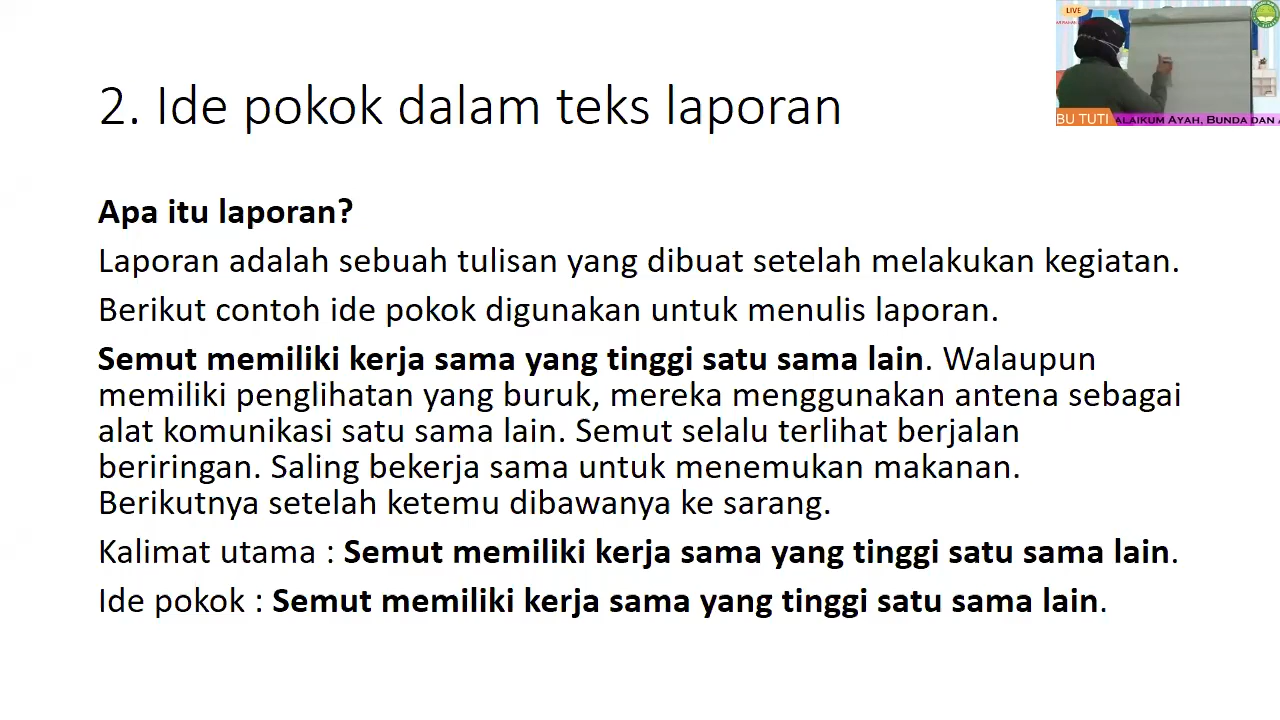 2. Ide pokok dalam teks laporan
LIVE
BU TUTI
ALAIKUM AYAH, BUNDA DAN A
Apa itu laporan?
Laporan adalah sebuah tulisan yang dibuat setelah melakukan kegiatan.
Berikut contoh ide pokok digunakan untuk menulis laporan.
Semut memiliki kerja sama yang tinggi satu sama lain. Walaupun
memiliki penglihatan yang buruk, mereka menggunakan antena sebagai
alat komunikasi satu sama lain. Semut selalu terlihat berjalan
beriringan. Saling bekerja sama untuk menemukan makanan.
Berikutnya setelah ketemu dibawanya ke sarang.
Kalimat utama : Semut memiliki kerja sama yang tinggi satu sama lain.
Ide pokok : Semut memiliki kerja sama yang tinggi satu sama lain.